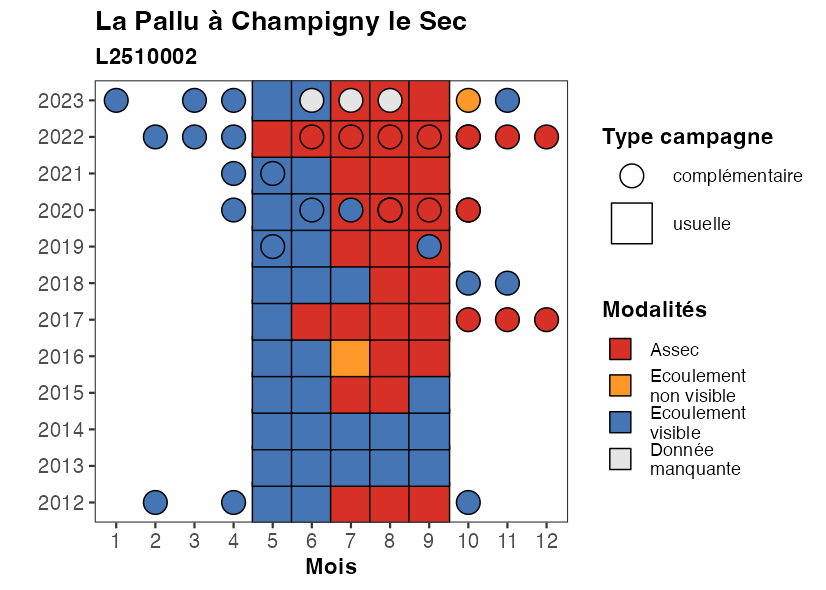 La Pallu à Champigny le Sec
L2510002
2023
2022
2021
2020
2019
2018
2017
2016
2015
2014
2013
2012
1 2 3 4 5 6 7 8 9 10 11 12
Mois
Type campagne
complémentaire
usuelle
Modalités
Assec
Ecoulement
non visible
Ecoulement
visible
Donnée
manquante